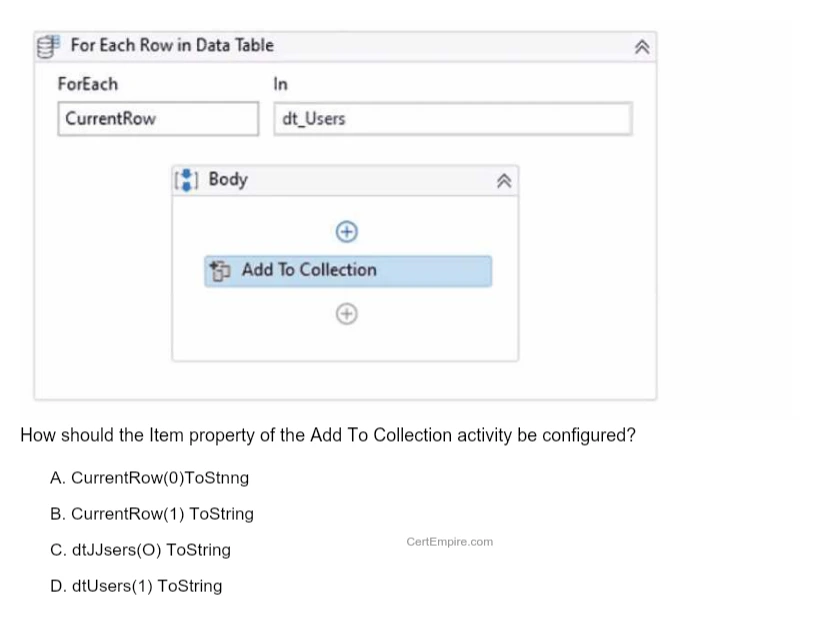 For Each Row in Data Table
ForEach In
CurrentRow dt_Users
Body
Add To Collection
How should the Item property of the Add To Collection activity be configured?
A. CurrentRow(0)ToStnng
B. CurrentRow(1) ToString
C. dtJJsers(O) ToString
CertEmpire.com
D. dtUsers(1) ToString